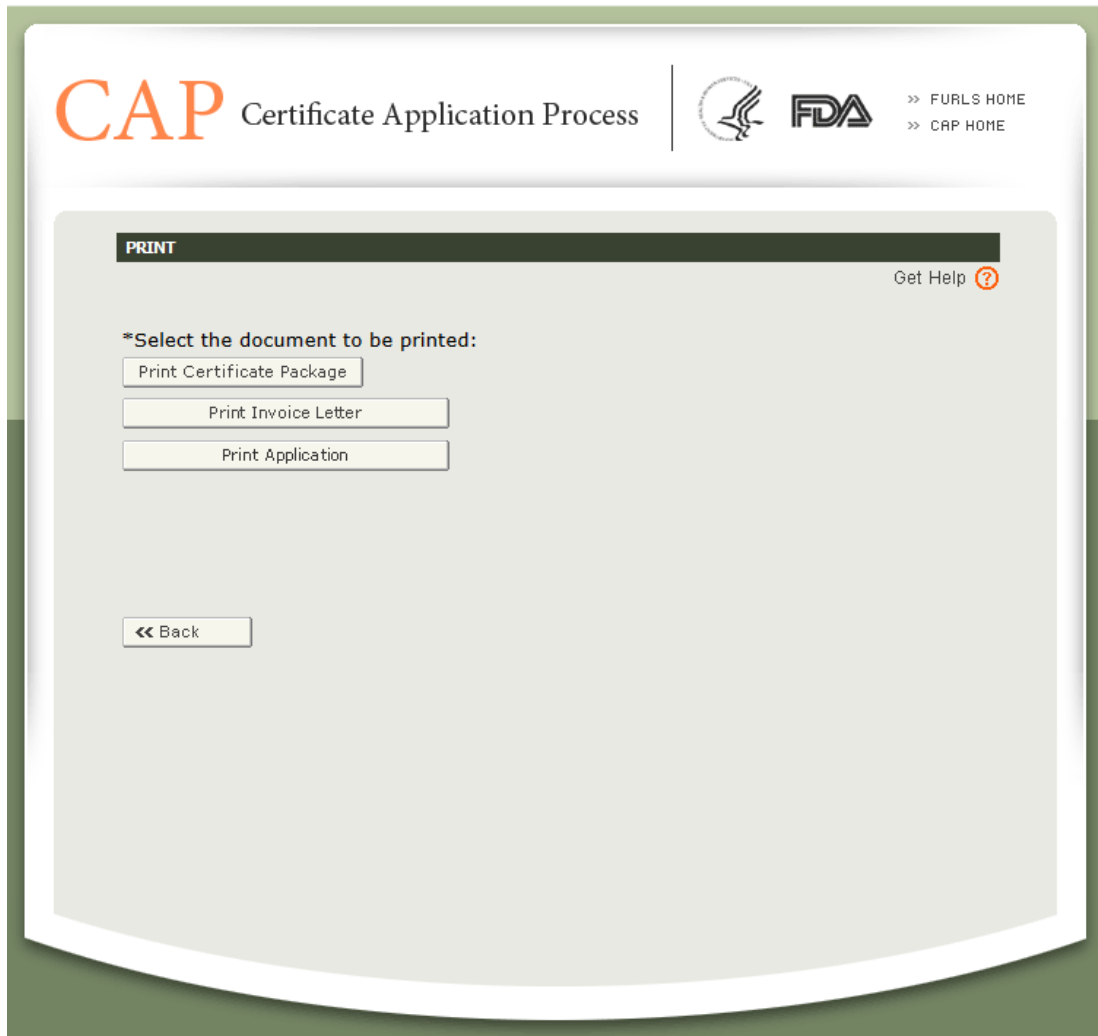 CAP Certificate Application Process
FDA
>> FURLS HOME
>> CAP HOME
PRINT
Get Help ?
*Select the document to be printed:
Print Certificate Package
Print Invoice Letter
Print Application
<< Back